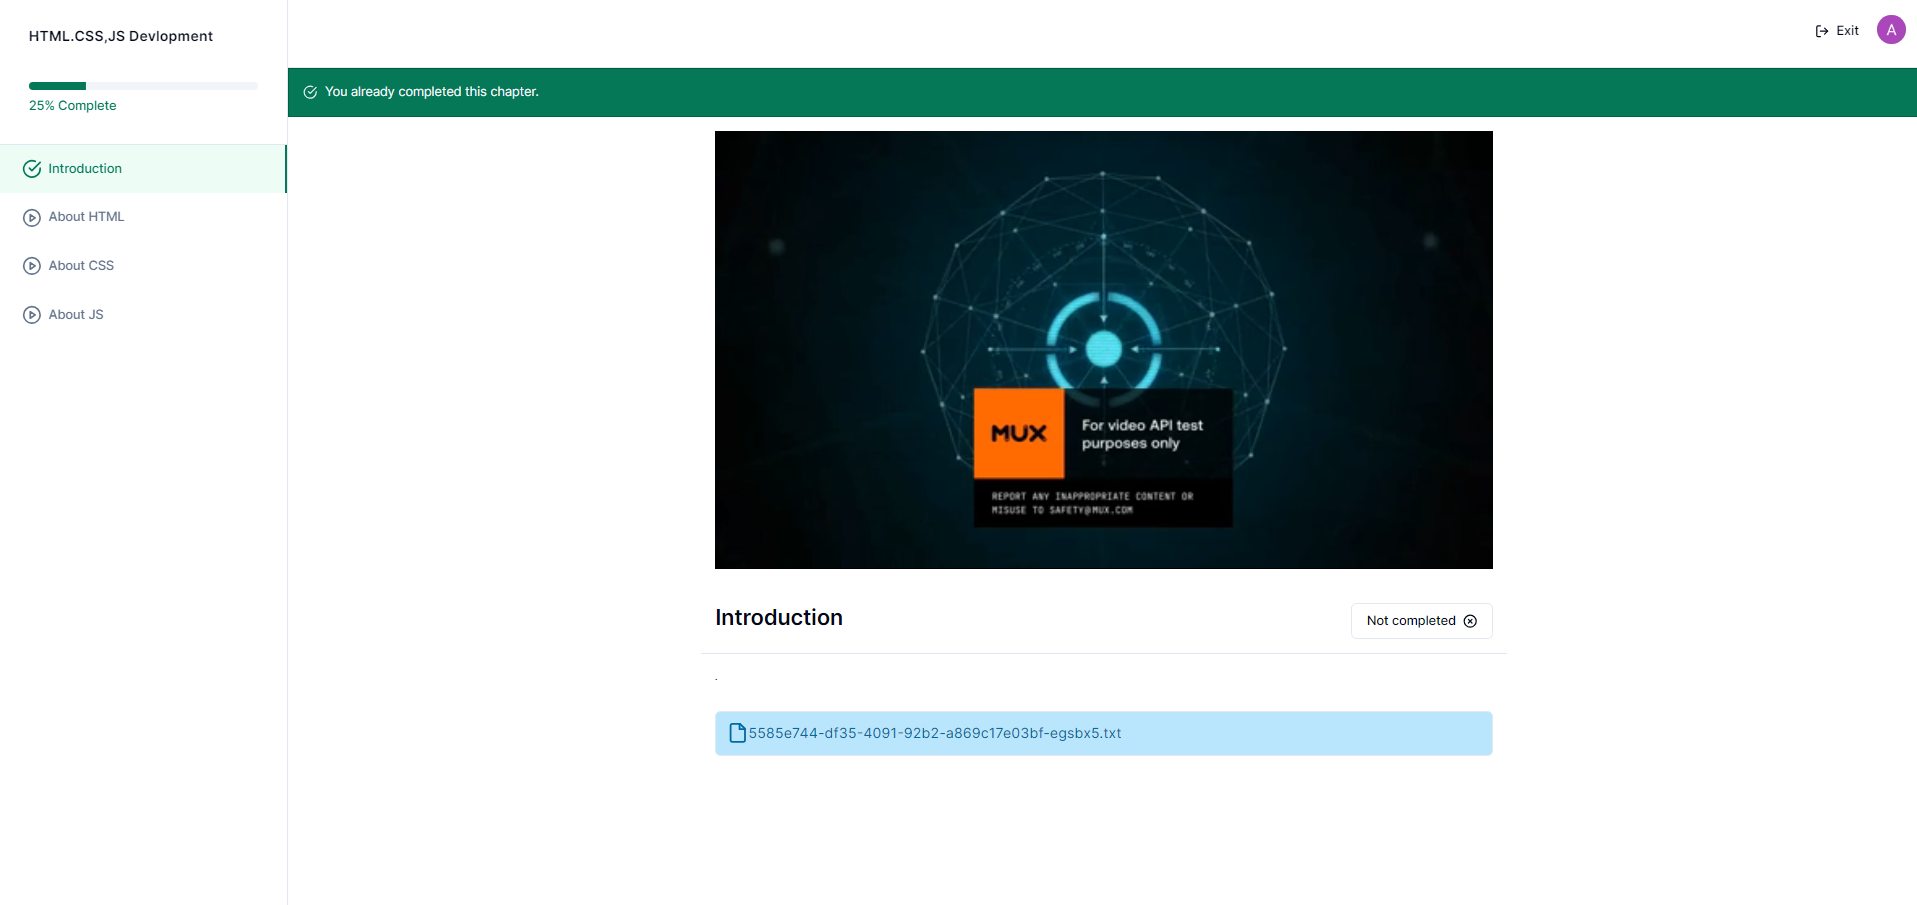 HTML.CSS,JS Devlopment
25% Complete
Introduction
About HTML
About CSS
About JS
Exit
A
You already completed this chapter.
MUX
For video API test
purposes only
REPORT ANY INAPPROPRIATE CONTENT OR
MISUSE TO SAFETY@MUX.COM
Introduction
Not completed
.
5585e744-df35-4091-92b2-a869c17e03bf-egsbx5.txt